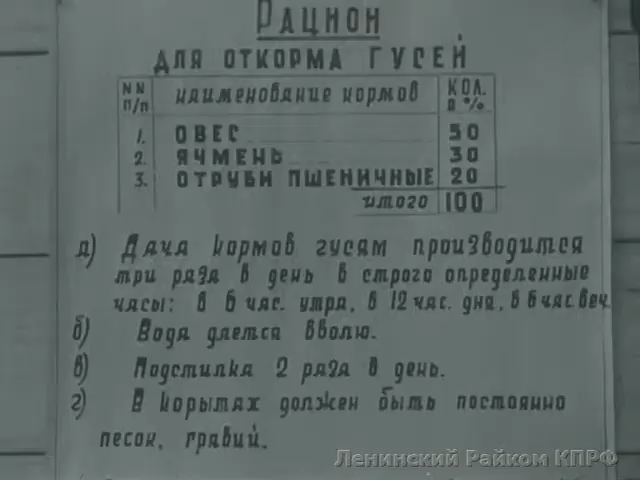 Рацион
ДЛЯ ОТКОРМА ГУСЕЙ
NN п/п наименование кормов КОЛ. в %
1. ОВЕС 50
2. ЯЧМЕНЬ 30
3. ОТРУБИ ПШЕНИЧНЫЕ 20
итого 100
а) Дача кормов гусям производится
три раза в день в строго определенные
часы: в 6 час. утра, в 12 час. дня, в 6 час веч.
б) Вода дается вволю.
в) Подстилка 2 раза в день.
г) В корытах должен быть постоянно
песок, гравий.
Ленинский Райком КПРФ